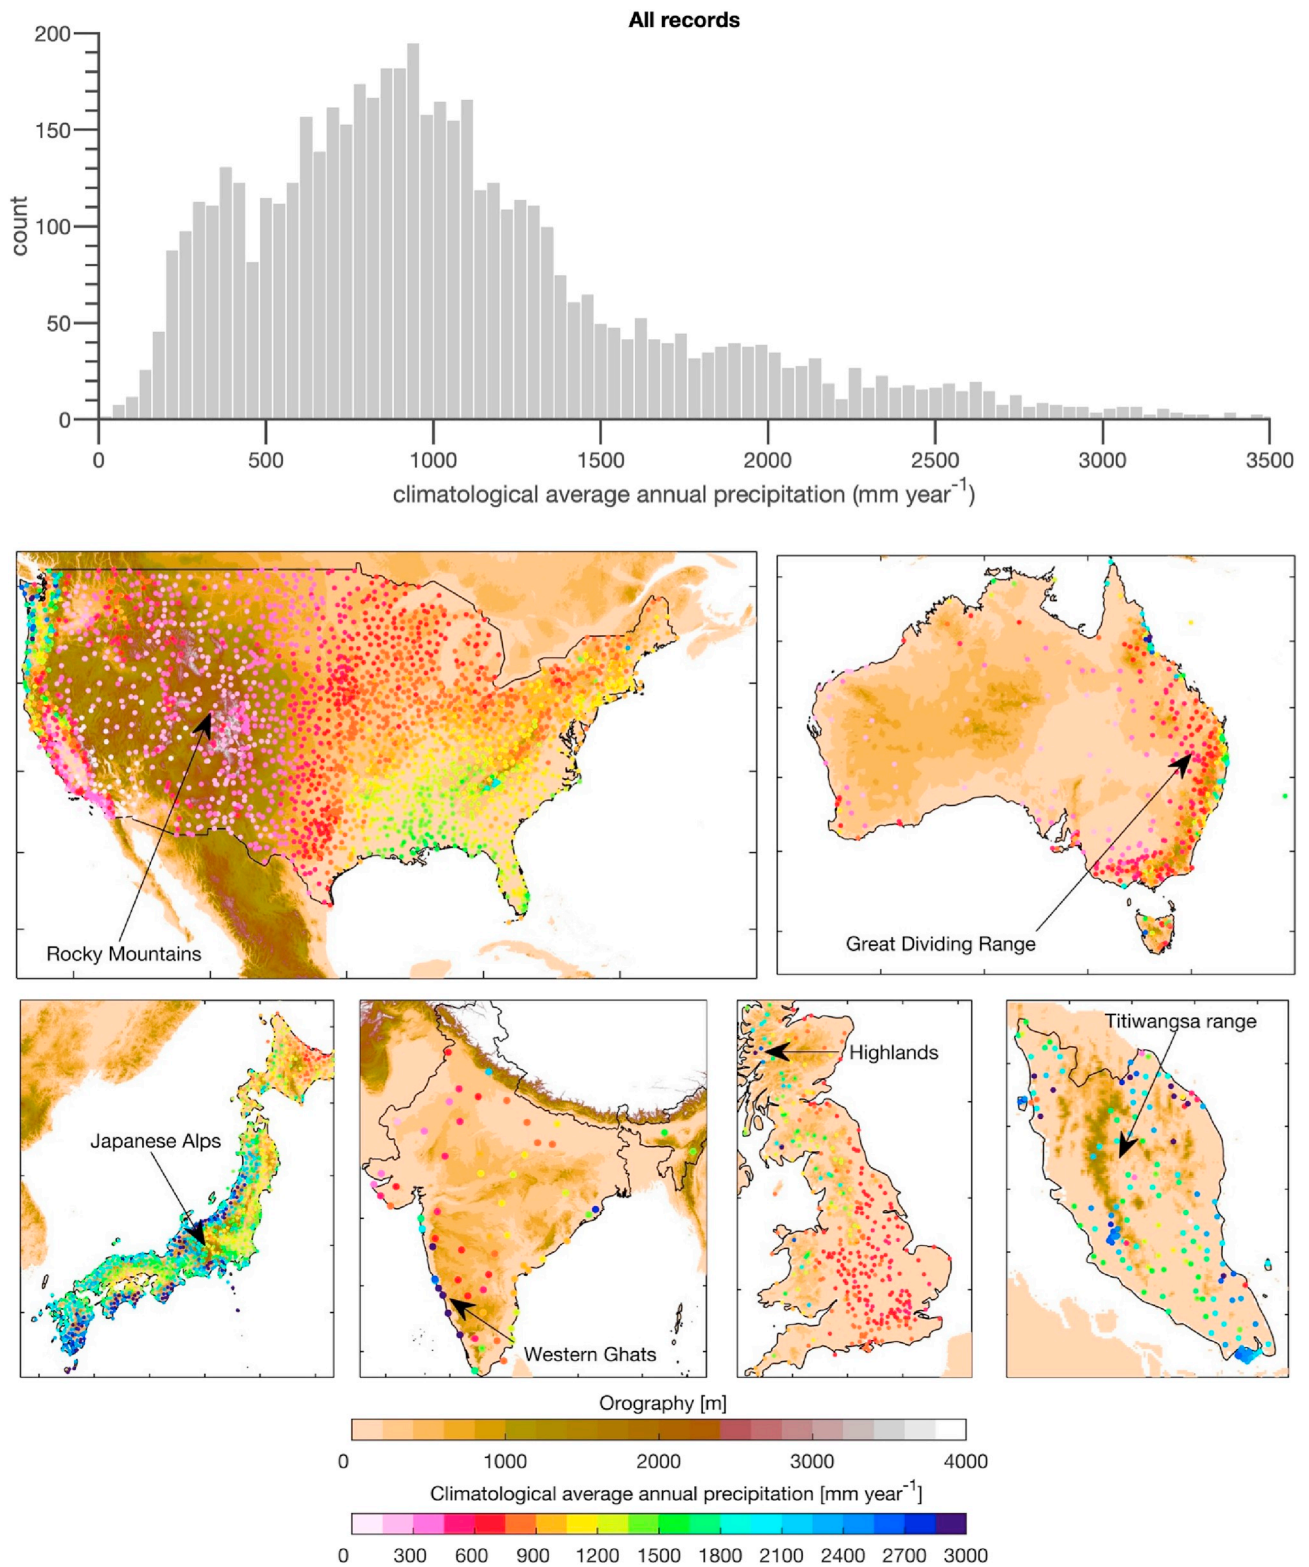 All records
200
150
100
50
0
count
0 500 1000 1500 2000 2500 3000 3500
climatological average annual precipitation (mm year⁻¹)
Rocky Mountains
Great Dividing Range
Japanese Alps
Western Ghats
Highlands
Titiwangsa range
Orography [m]
0 1000 2000 3000 4000
Climatological average annual precipitation [mm year⁻¹]
0 300 600 900 1200 1500 1800 2100 2400 2700 3000